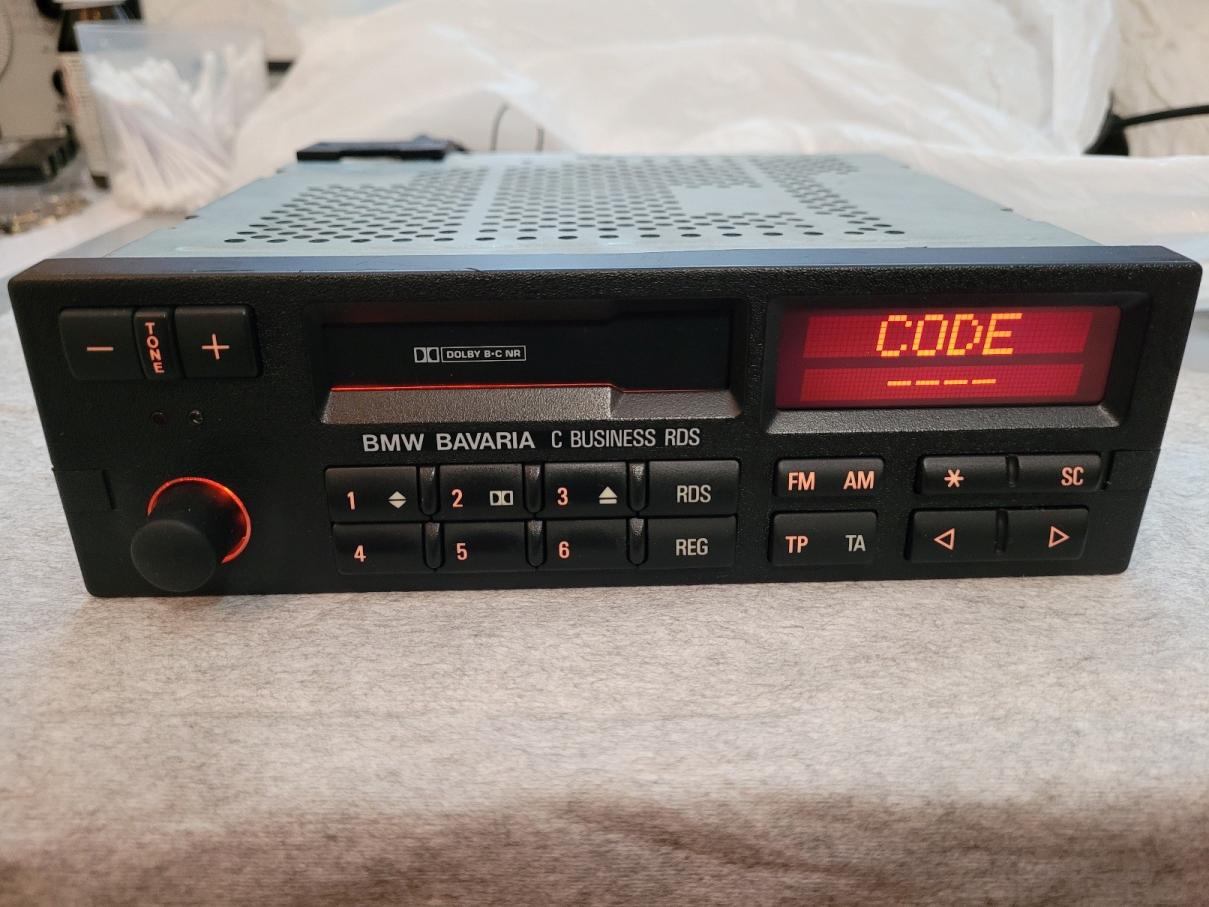 − TONE +
DOLBY B·C NR
CODE
----
BMW BAVARIA C BUSINESS RDS
1 2 3 RDS
FM AM
* SC
4 5 6 REG
TP TA